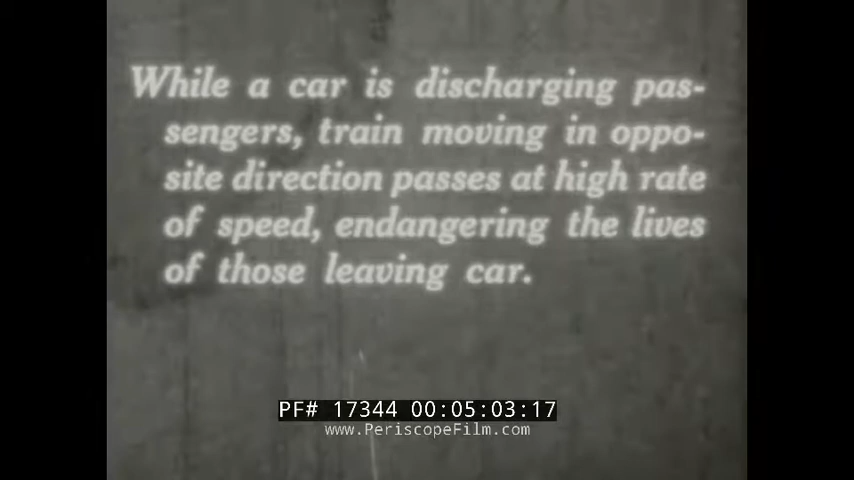 While a car is discharging pas-
sengers, train moving in oppo-
site direction passes at high rate
of speed, endangering the lives
of those leaving car.
PF# 17344 00:05:03:17
www.PeriscopeFilm.com